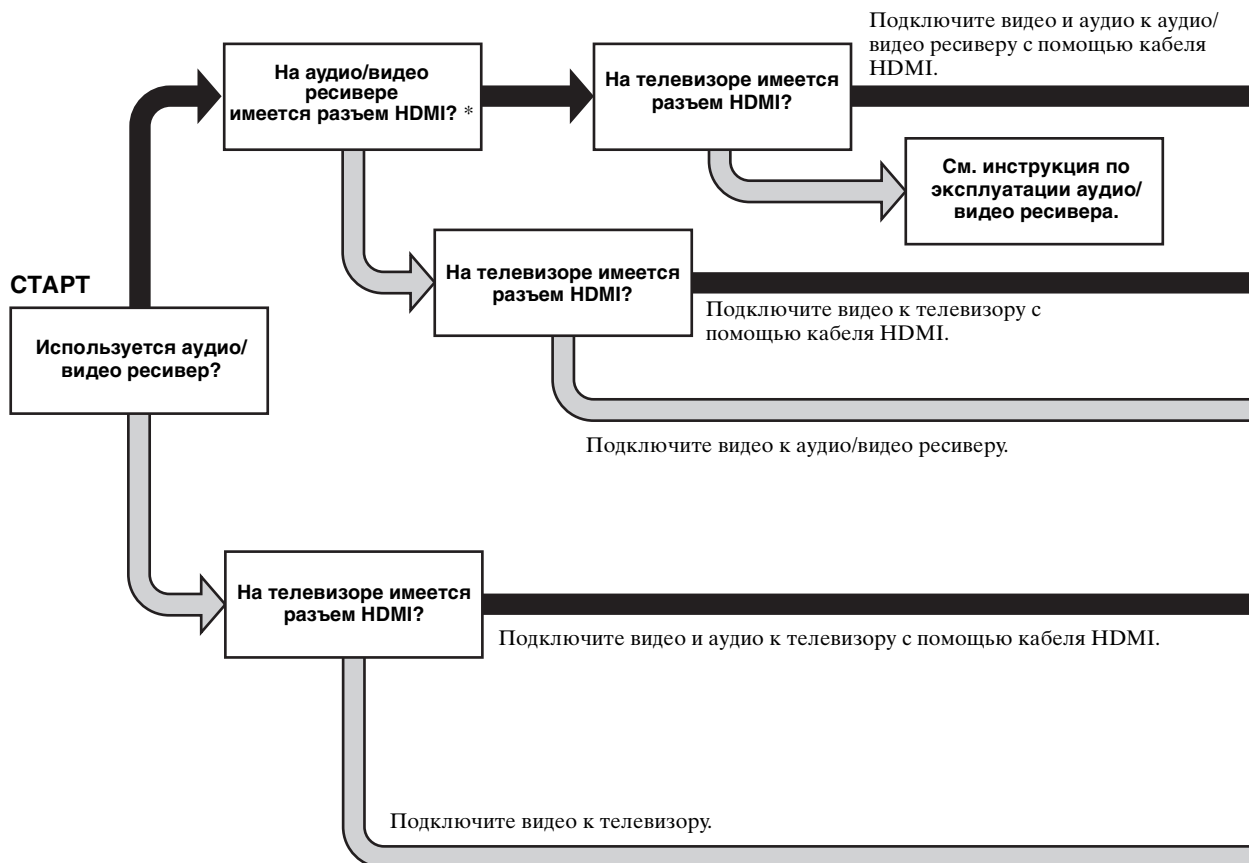 Подключите видео и аудио к аудио/
видео ресиверу с помощью кабеля
HDMI.
На аудио/видео
ресивере
имеется разъем HDMI? *
На телевизоре имеется
разъем HDMI?
См. инструкция по
эксплуатации аудио/
видео ресивера.
На телевизоре имеется
разъем HDMI?
СТАРТ
Подключите видео к телевизору с
помощью кабеля HDMI.
Используется аудио/
видео ресивер?
Подключите видео к аудио/видео ресиверу.
На телевизоре имеется
разъем HDMI?
Подключите видео и аудио к телевизору с помощью кабеля HDMI.
Подключите видео к телевизору.